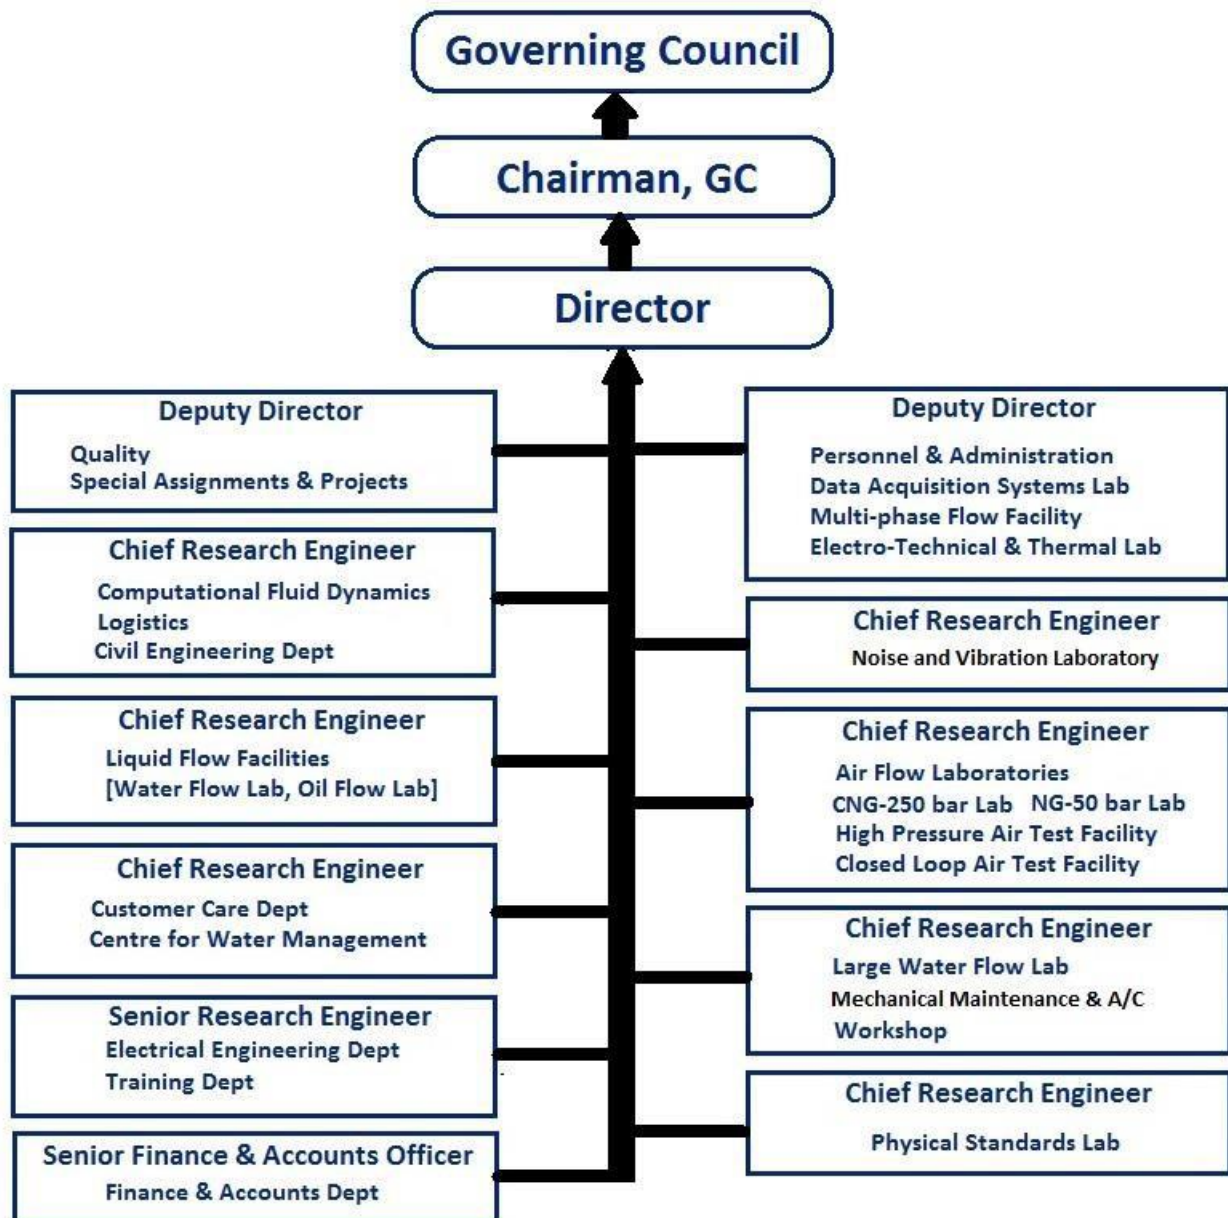 Governing Council
Chairman, GC
Director
Deputy Director
Quality
Special Assignments & Projects
Chief Research Engineer
Computational Fluid Dynamics
Logistics
Civil Engineering Dept
Chief Research Engineer
Liquid Flow Facilities
[Water Flow Lab, Oil Flow Lab]
Chief Research Engineer
Customer Care Dept
Centre for Water Management
Senior Research Engineer
Electrical Engineering Dept
Training Dept
Senior Finance & Accounts Officer
Finance & Accounts Dept
Deputy Director
Personnel & Administration
Data Acquisition Systems Lab
Multi-phase Flow Facility
Electro-Technical & Thermal Lab
Chief Research Engineer
Noise and Vibration Laboratory
Chief Research Engineer
Air Flow Laboratories
CNG-250 bar Lab NG-50 bar Lab
High Pressure Air Test Facility
Closed Loop Air Test Facility
Chief Research Engineer
Large Water Flow Lab
Mechanical Maintenance & A/C
Workshop
Chief Research Engineer
Physical Standards Lab